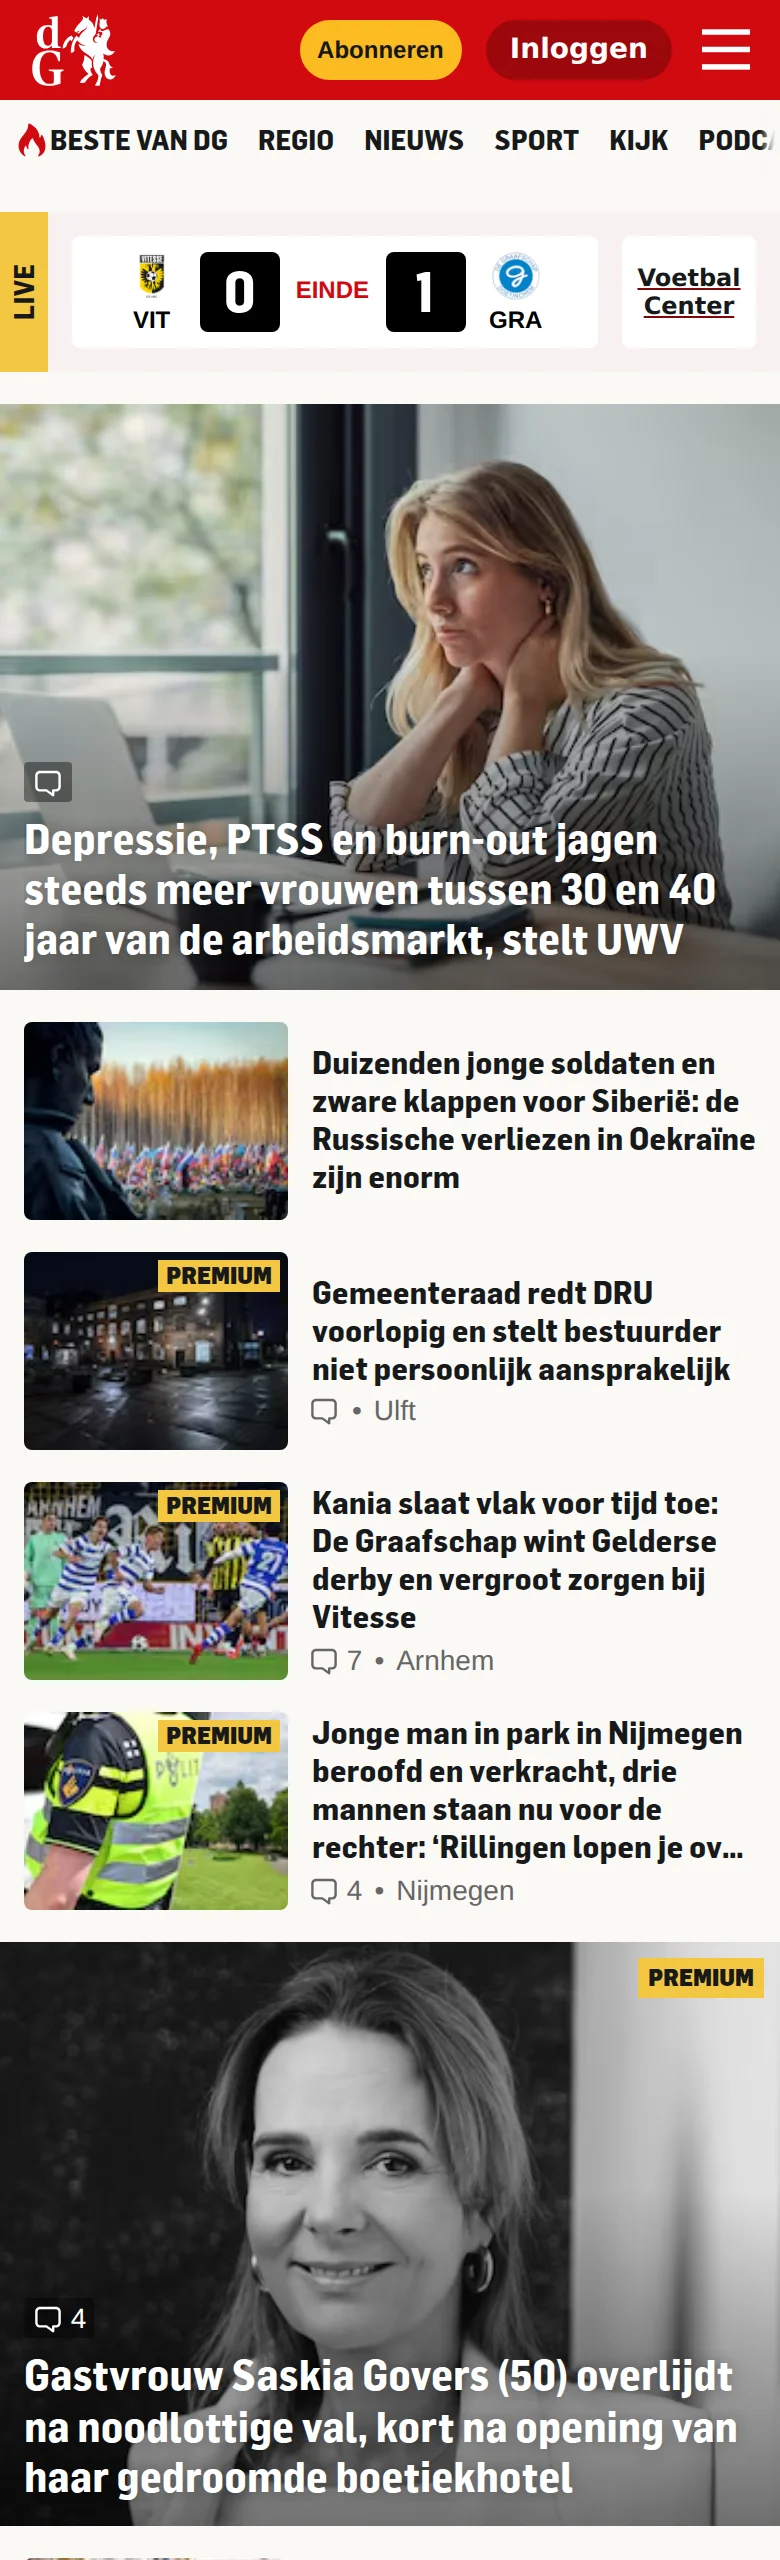 dG
Abonneren
Inloggen
BESTE VAN DG
REGIO
NIEUWS
SPORT
KIJK
LIVE
VITESSE
VIT
0
EINDE
1
GRA
Voetbal
Center
Depressie, PTSS en burn-out jagen
steeds meer vrouwen tussen 30 en 40
jaar van de arbeidsmarkt, stelt UWV
Duizenden jonge soldaten en
zware klappen voor Siberië: de
Russische verliezen in Oekraïne
zijn enorm
PREMIUM
Gemeenteraad redt DRU
voorlopig en stelt bestuurder
niet persoonlijk aansprakelijk
• Ulft
PREMIUM
ARNHEM
21
Kania slaat vlak voor tijd toe:
De Graafschap wint Gelderse
derby en vergroot zorgen bij
Vitesse
7 • Arnhem
PREMIUM
Jonge man in park in Nijmegen
beroofd en verkracht, drie
mannen staan nu voor de
rechter: ‘Rillingen lopen je ov...
4 • Nijmegen
PREMIUM
4
Gastvrouw Saskia Govers (50) overlijdt
na noodlottige val, kort na opening van
haar gedroomde boetiekhotel